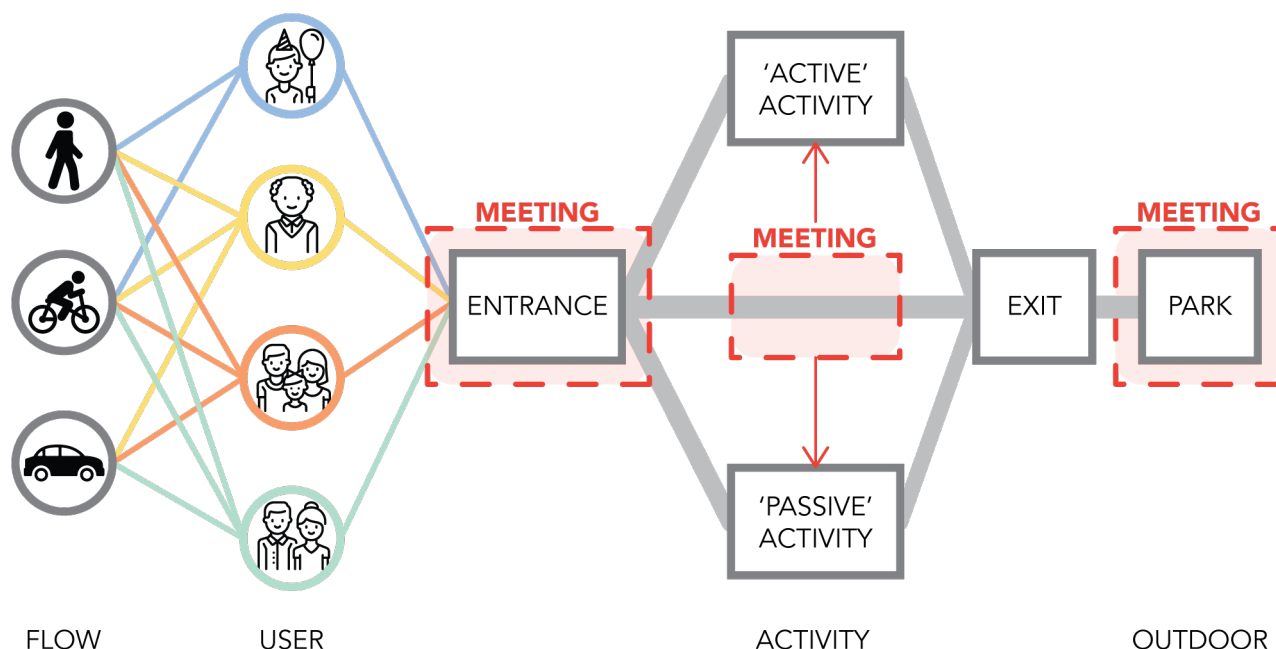 'ACTIVE'
ACTIVITY
MEETING
MEETING
MEETING
ENTRANCE
EXIT
PARK
'PASSIVE'
ACTIVITY
FLOW
USER
ACTIVITY
OUTDOOR